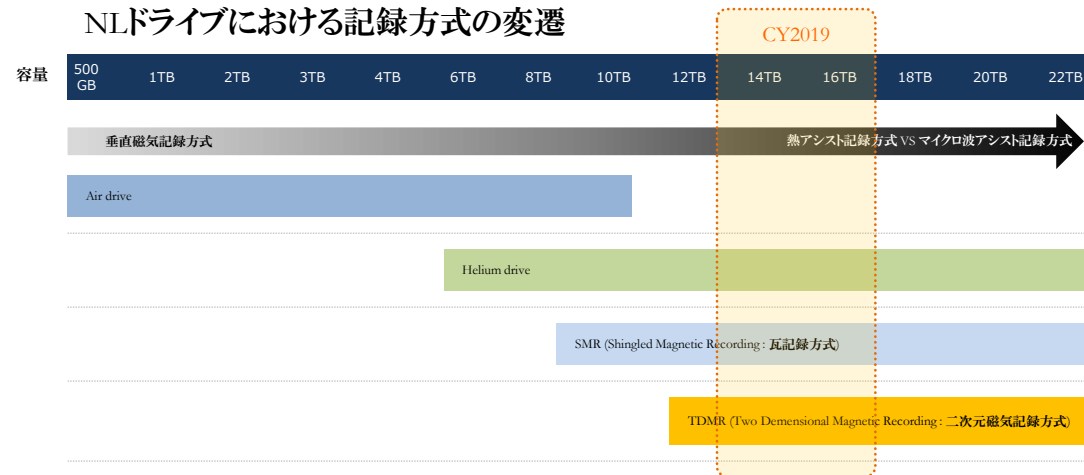 NLドライブにおける記録方式の変遷
CY2019
容量
500
GB
1TB
2TB
3TB
4TB
6TB
8TB
10TB
12TB
14TB
16TB
18TB
20TB
22TB
垂直磁気記録方式
熱アシスト記録方式 VS マイクロ波アシスト記録方式
Air drive
Helium drive
SMR (Shingled Magnetic Recording : 瓦記録方式)
TDMR (Two Demensional Magnetic Recording : 二次元磁気記録方式)